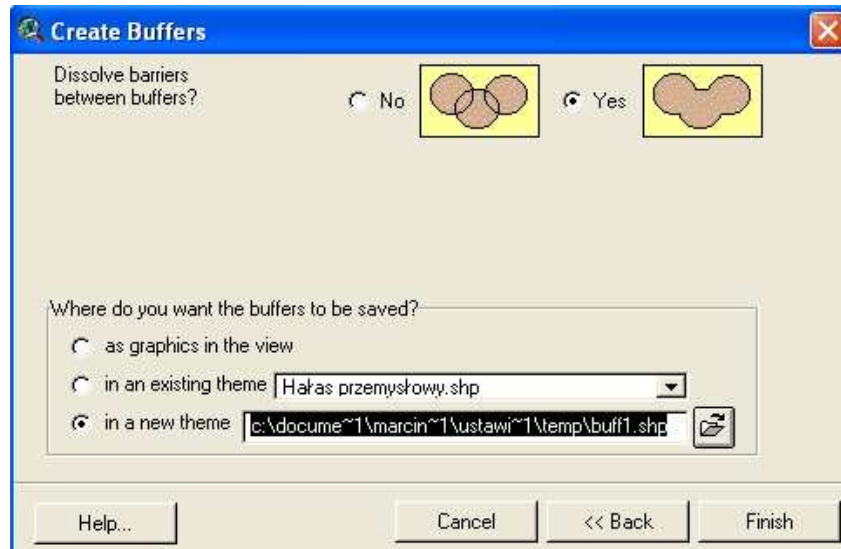 Create Buffers
Dissolve barriers
between buffers?
No
Yes
Where do you want the buffers to be saved?
as graphics in the view
in an existing theme Hałas przemysłowy.shp
in a new theme c:\docume~1\marcin~1\ustawi~1\temp\buff1.shp
Help... Cancel << Back Finish